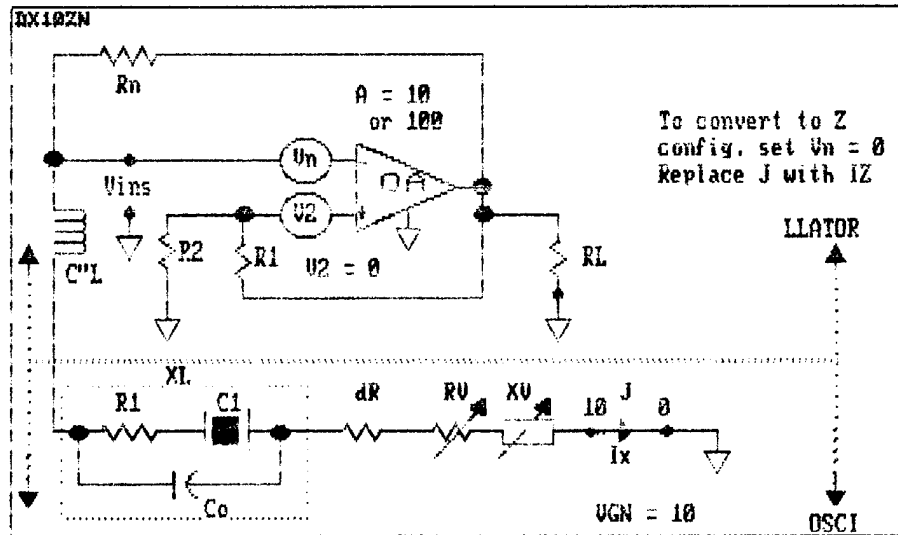 DX10ZN
Rn
A = 10
or 100
To convert to Z
config. set Vn = 0
Replace J with IZ
Vn
Vins
OA
V2
LLATOR
P2
R1
V2 = 0
RL
C"L
XL
R1
C1
dR
RV
XV
10
J
0
Ix
Co
VGN = 10
OSCI